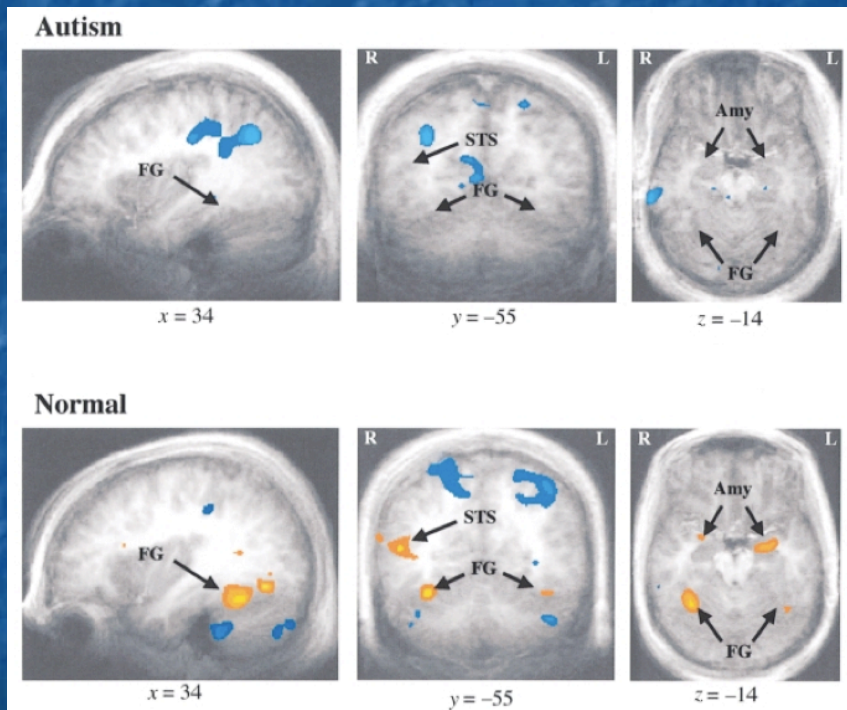 Autism
R L R L
Amy
STS
FG
FG
FG
x = 34 y = –55 z = –14
Normal
R L R L
Amy
STS
FG
FG
FG
x = 34 y = –55 z = –14